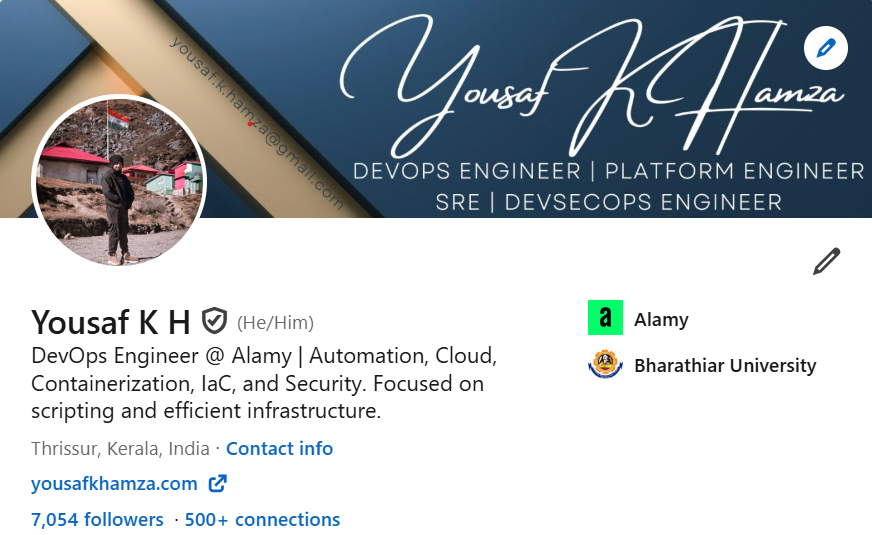 yousaf.k.hamza@gmail.com
Yousaf K Hamza
DEVOPS ENGINEER | PLATFORM ENGINEER
SRE | DEVSECOPS ENGINEER
Yousaf K H (He/Him)
DevOps Engineer @ Alamy | Automation, Cloud,
Containerization, IaC, and Security. Focused on
scripting and efficient infrastructure.
Thrissur, Kerala, India · Contact info
yousafkhamza.com
7,054 followers · 500+ connections
a
Alamy
Bharathiar University